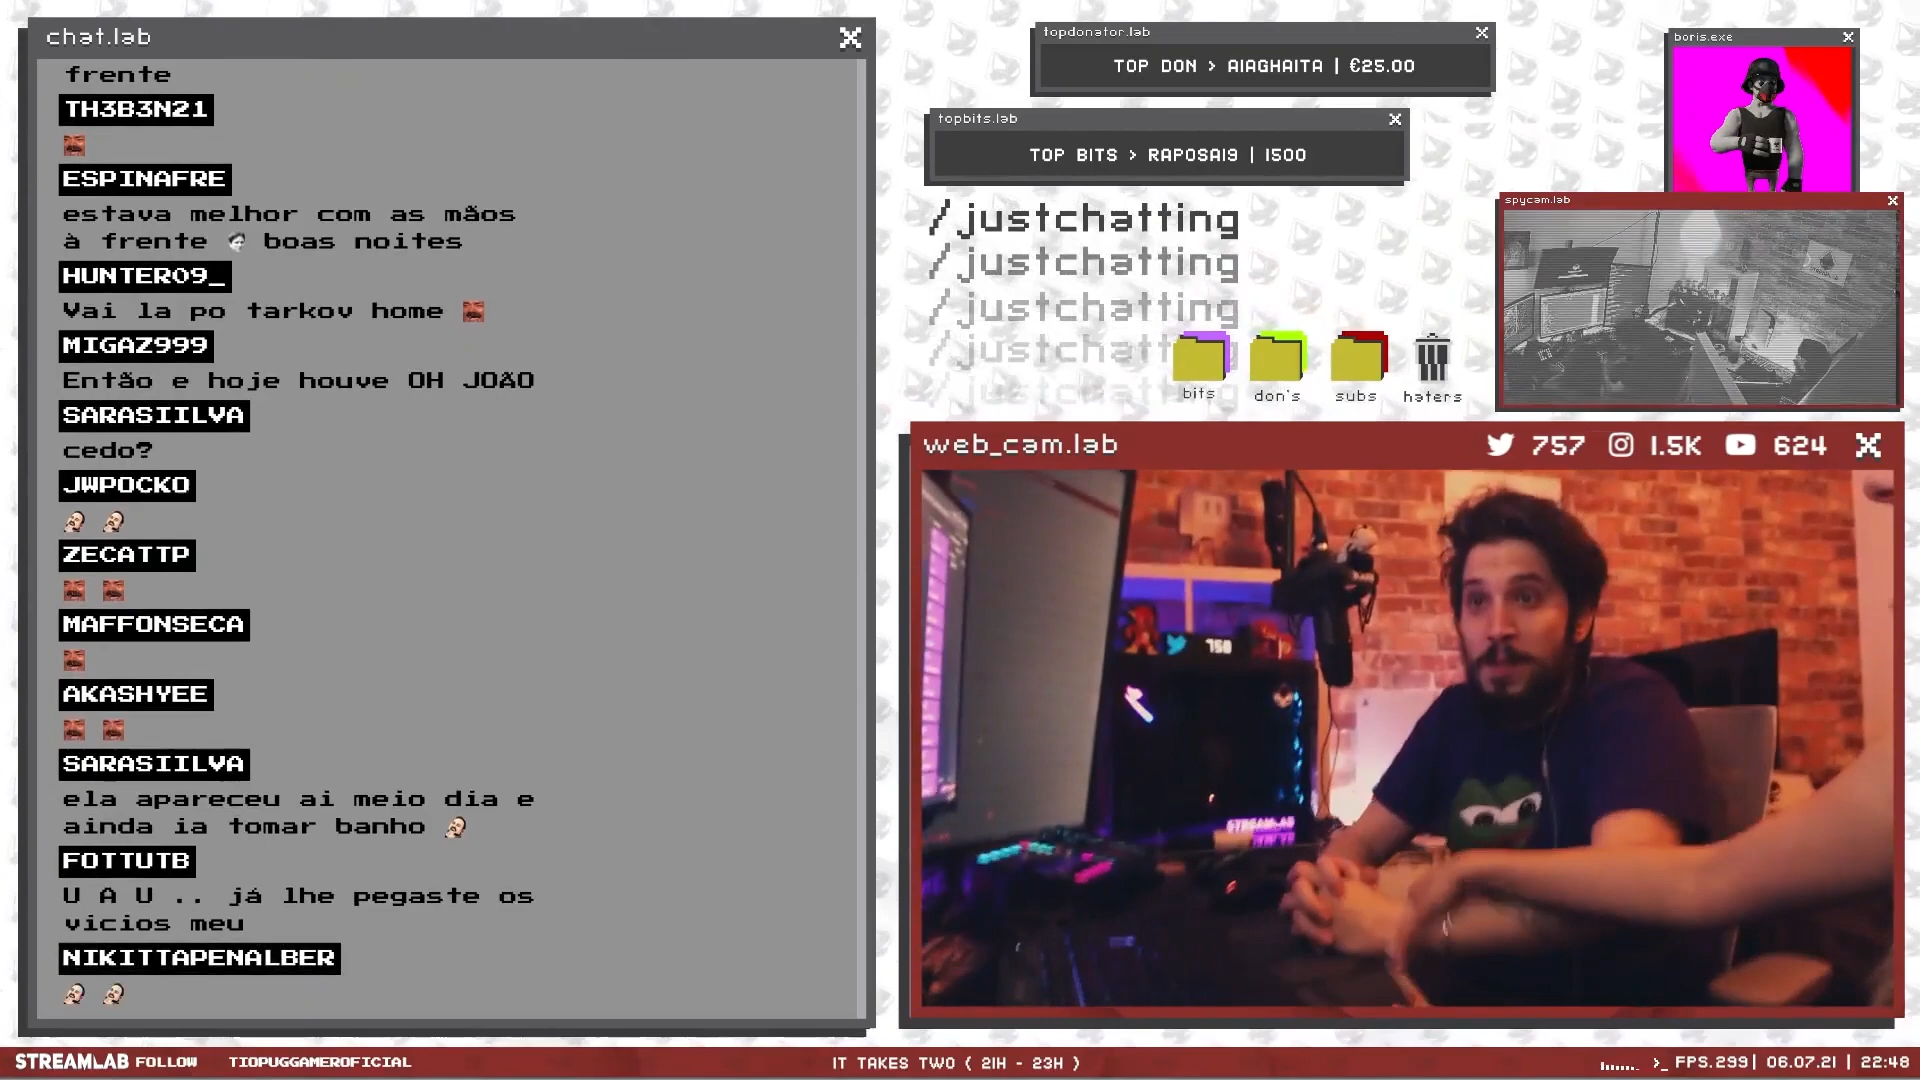 chat.lab
frente
TH3B3N21
ESPINAFRE
estava melhor com as mãos
à frente boas noites
HUNTER09_
Vai la po tarkov home
MIGAZ999
Então e hoje houve OH JOÃO
SARASIILVA
cedo?
JWPOCKO
ZECATTP
MAFFONSECA
AKASHYEE
SARASIILVA
ela apareceu ai meio dia e
ainda ia tomar banho
FOTTUTB
U A U .. já lhe pegaste os
vicios meu
NIKITTAPENALBER
topdonator.lab
TOP DON > AIAGHAITA | €25.00
topbits.lab
TOP BITS > RAPOSA19 | 1500
boris.exe
spycam.lab
/justchatting
/justchatting
/justchatting
/justchatting
bits
don's
subs
haters
web_cam.lab
757
1.5K
624
750
STREAMLAB
STREAMLAB FOLLOW TIOPUGGAMEROFICIAL
IT TAKES TWO ( 21H - 23H )
>_ FPS.299| 06.07.21 | 22:48